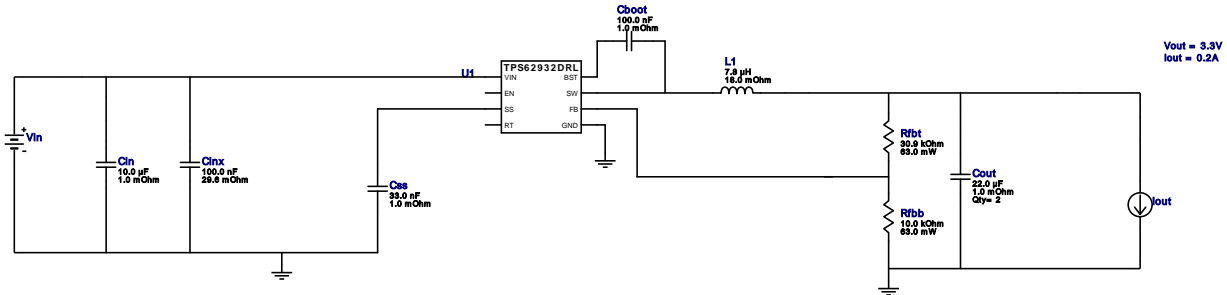 Cboot
100.0 nF
1.0 mOhm
Vout = 3.3V
Iout = 0.2A
U1
TPS62932DRL
VIN
BST
EN
SW
SS
FB
RT
GND
L1
7.8 µH
16.0 mOhm
+
Vin
-
Cin
10.0 µF
1.0 mOhm
Cinx
100.0 nF
29.6 mOhm
Css
33.0 nF
1.0 mOhm
Rfbt
30.9 kOhm
63.0 mW
Cout
22.0 µF
1.0 mOhm
Qty= 2
Iout
Rfbb
10.0 kOhm
63.0 mW